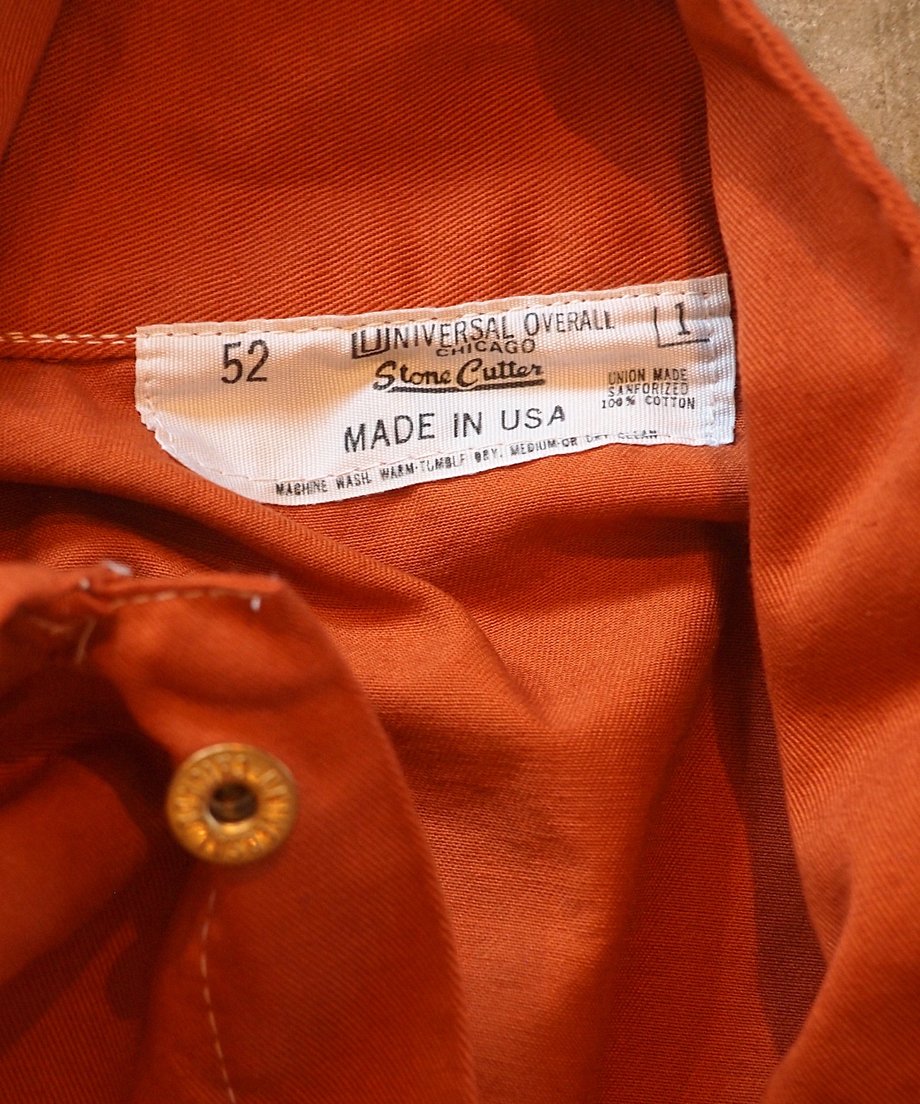 52
UNIVERSAL OVERALL
1
CHICAGO
Stone Cutter
UNION MADE
SANFORIZED
100% COTTON
MADE IN USA
MACHINE WASH, WARM-TUMBLE DRY, MEDIUM-OR DRY CLEAN